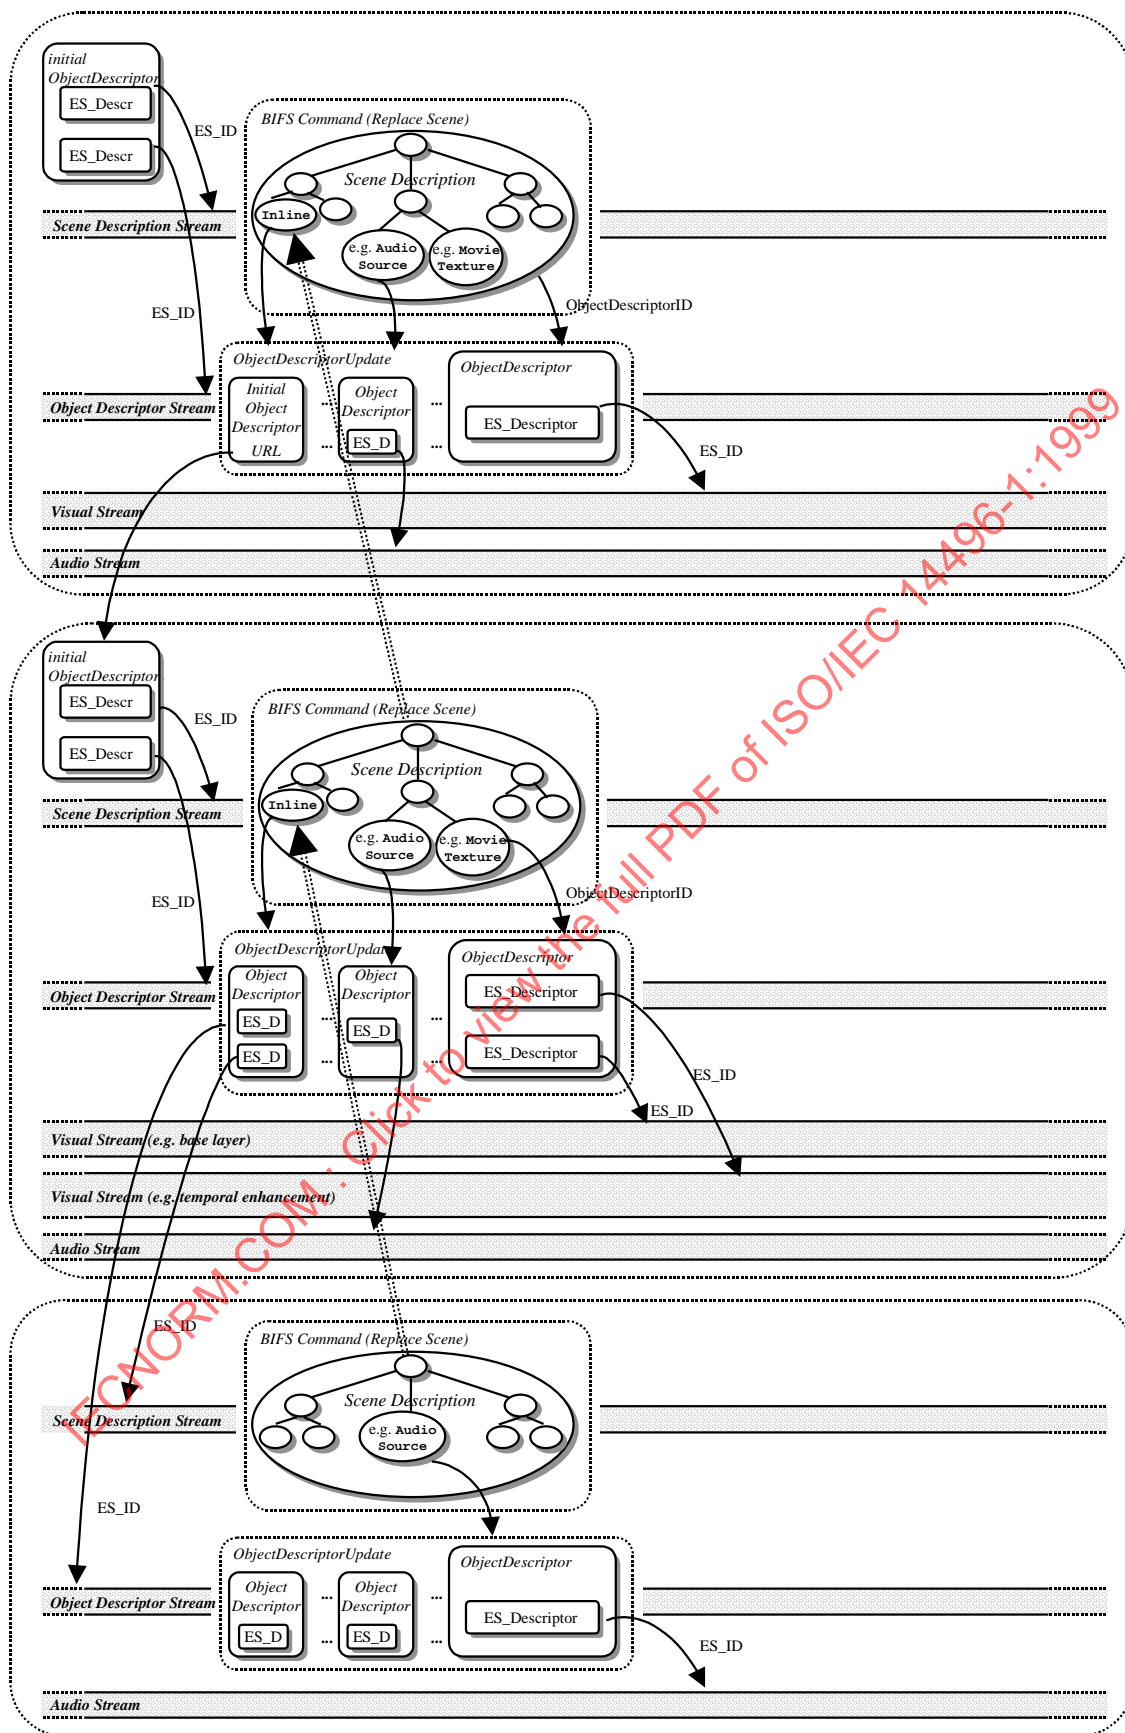 initial
ObjectDescriptor
ES_Descr
ES_Descr
ES_ID
BIFS Command (Replace Scene)
Scene Description
Inline
e.g. Audio
Source
e.g. Movie
Texture
Scene Description Stream
ES_ID
ObjectDescriptorID
ObjectDescriptorUpdate
Initial
Object
Descriptor
URL
...
...
Object
Descriptor
ES_D
...
...
ObjectDescriptor
ES_Descriptor
Object Descriptor Stream
ES_ID
Visual Stream
Audio Stream
initial
ObjectDescriptor
ES_Descr
ES_Descr
ES_ID
BIFS Command (Replace Scene)
Scene Description
Inline
e.g. Audio
Source
e.g. Movie
Texture
Scene Description Stream
ES_ID
ObjectDescriptorID
ObjectDescriptorUpdate
Object
Descriptor
ES_D
ES_D
...
...
Object
Descriptor
ES_D
...
...
ObjectDescriptor
ES_Descriptor
ES_Descriptor
Object Descriptor Stream
ES_ID
ES_ID
Visual Stream (e.g. base layer)
Visual Stream (e.g. temporal enhancement)
Audio Stream
ES_ID
BIFS Command (Replace Scene)
Scene Description
e.g. Audio
Source
Scene Description Stream
ES_ID
ObjectDescriptorUpdate
Object
Descriptor
ES_D
...
...
Object
Descriptor
ES_D
...
...
ObjectDescriptor
ES_Descriptor
Object Descriptor Stream
ES_ID
Audio Stream
IECNORM.COM : Click to view the full PDF of ISO/IEC 14496-1:1999